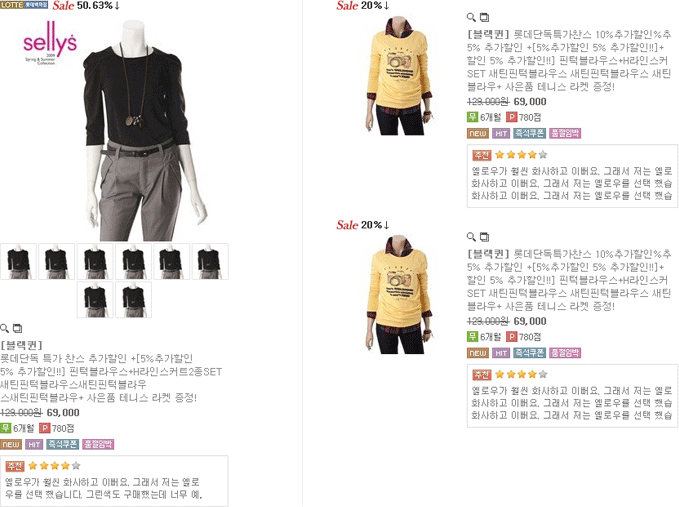 LOTTE 롯데백화점 Sale 50.63%↓
sellys
2009
Spring & Summer
Collection
[블랙퀸]
롯데단독 특가 찬스 추가할인 +[5%추가할인
5% 추가할인!!] 핀턱블라우스+H라인스커트2종SET
새틴핀턱블라우스새틴핀턱블라우
스새틴핀턱블라우+ 사은품 테니스 라켓 증정!
129,000원 69,000
무 6개월 P 780점
NEW HIT 즉석쿠폰 품절임박
추천
옐로우가 훨씬 화사하고 이뻐요. 그래서 저는 옐로
우를 선택 했습니다. 그런색도 구매했는데 너무 예.
Sale 20%↓
[블랙퀸] 롯데단독특가찬스 10%추가할인%추
5% 추가할인 +[5%추가할인 5% 추가할인!!]+
할인 5% 추가할인!!] 핀턱블라우스+H라인스커
SET 새틴핀턱블라우스 새틴핀턱블라우스 새틴
블라우+ 사은품 테니스 라켓 증정!
129,000원 69,000
무 6개월 P 780점
NEW HIT 즉석쿠폰 품절임박
추천
옐로우가 훨씬 화사하고 이뻐요. 그래서 저는 옐로
화사하고 이뻐요. 그래서 저는 옐로우를 선택 했습
화사하고 이뻐요. 그래서 저는 옐로우를 선택 했습
Sale 20%↓
[블랙퀸] 롯데단독특가찬스 10%추가할인%추
5% 추가할인 +[5%추가할인 5% 추가할인!!]+
할인 5% 추가할인!!] 핀턱블라우스+H라인스커
SET 새틴핀턱블라우스 새틴핀턱블라우스 새틴
블라우+ 사은품 테니스 라켓 증정!
129,000원 69,000
무 6개월 P 780점
NEW HIT 즉석쿠폰 품절임박
추천
옐로우가 훨씬 화사하고 이뻐요. 그래서 저는 옐로
화사하고 이뻐요. 그래서 저는 옐로우를 선택 했습
화사하고 이뻐요. 그래서 저는 옐로우를 선택 했습